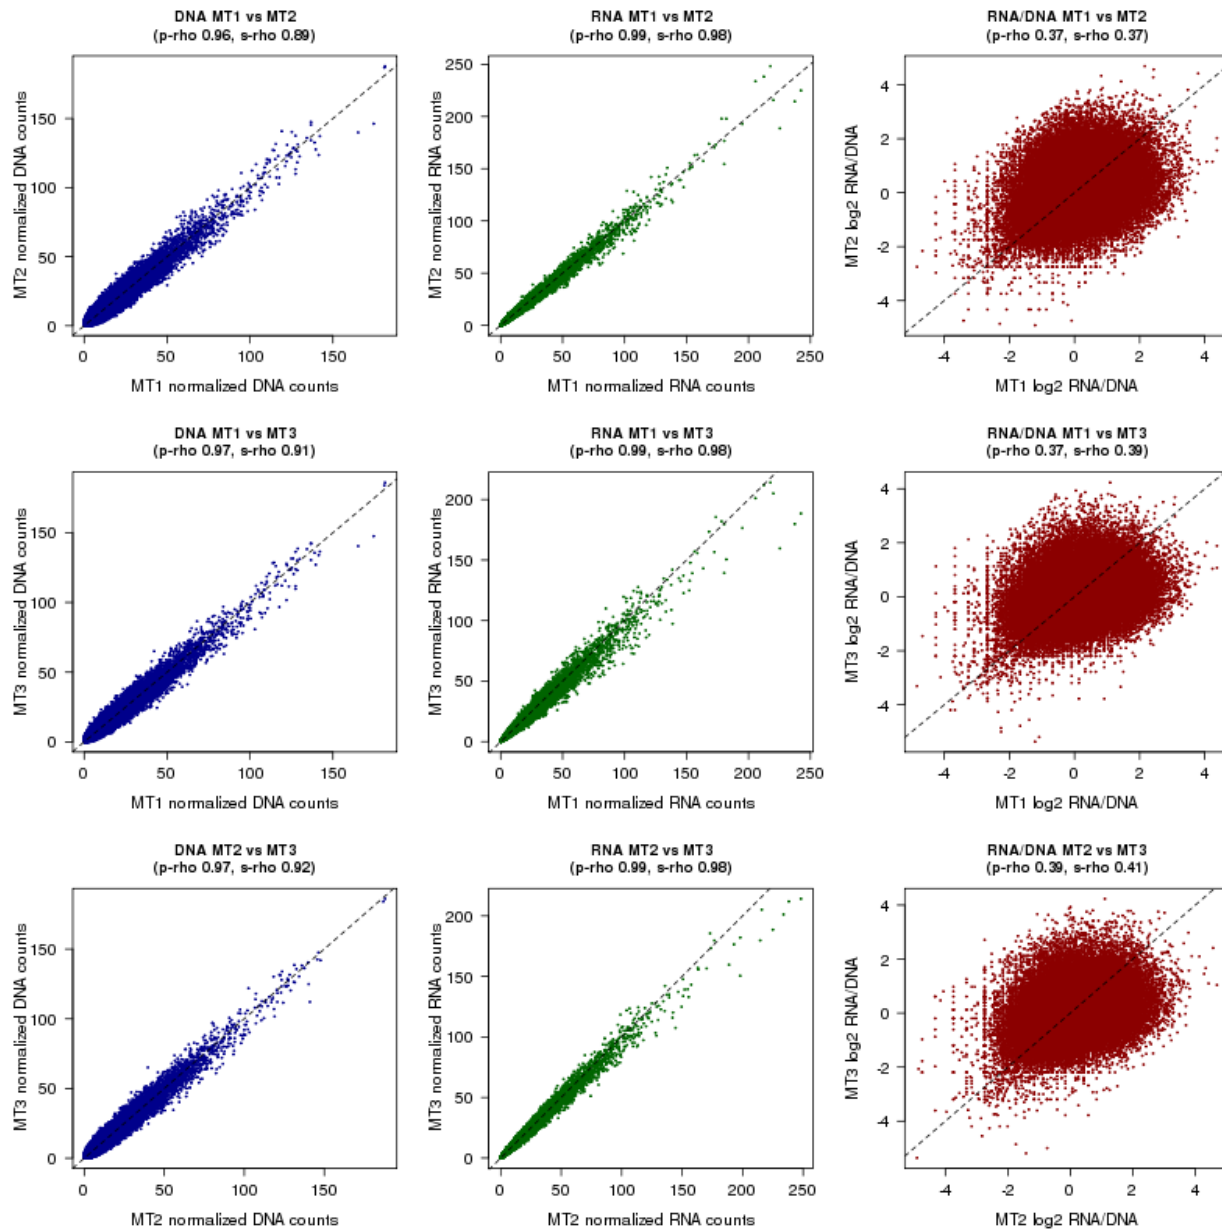 DNA MT1 vs MT2
(p-rho 0.96, s-rho 0.89)
MT2 normalized DNA counts
150
100
50
0
0 50 100 150
MT1 normalized DNA counts
RNA MT1 vs MT2
(p-rho 0.99, s-rho 0.98)
MT2 normalized RNA counts
250
200
150
100
50
0
0 50 100 150 200 250
MT1 normalized RNA counts
RNA/DNA MT1 vs MT2
(p-rho 0.37, s-rho 0.37)
MT2 log2 RNA/DNA
4
2
0
-2
-4
-4 -2 0 2 4
MT1 log2 RNA/DNA
DNA MT1 vs MT3
(p-rho 0.97, s-rho 0.91)
MT3 normalized DNA counts
150
100
50
0
0 50 100 150
MT1 normalized DNA counts
RNA MT1 vs MT3
(p-rho 0.99, s-rho 0.98)
MT3 normalized RNA counts
200
150
100
50
0
0 50 100 150 200 250
MT1 normalized RNA counts
RNA/DNA MT1 vs MT3
(p-rho 0.37, s-rho 0.39)
MT3 log2 RNA/DNA
4
2
0
-2
-4
-4 -2 0 2 4
MT1 log2 RNA/DNA
DNA MT2 vs MT3
(p-rho 0.97, s-rho 0.92)
MT3 normalized DNA counts
150
100
50
0
0 50 100 150
MT2 normalized DNA counts
RNA MT2 vs MT3
(p-rho 0.99, s-rho 0.98)
MT3 normalized RNA counts
200
150
100
50
0
0 50 100 150 200 250
MT2 normalized RNA counts
RNA/DNA MT2 vs MT3
(p-rho 0.39, s-rho 0.41)
MT3 log2 RNA/DNA
4
2
0
-2
-4
-4 -2 0 2 4
MT2 log2 RNA/DNA